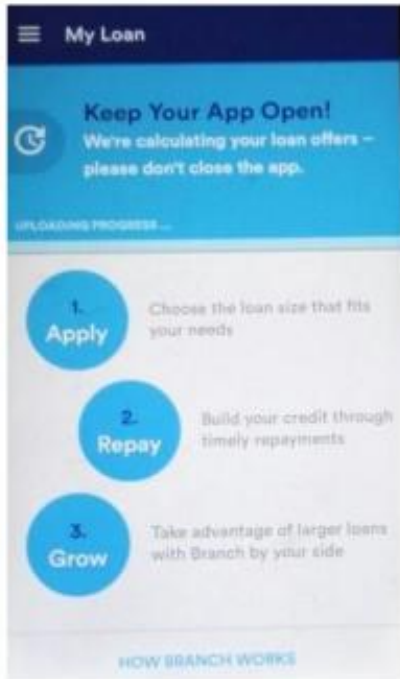 My Loan
Keep Your App Open!
We're calculating your loan offers –
please don't close the app.
UPLOADING PROGRESS ...
1.
Apply
Choose the loan size that fits
your needs
2.
Repay
Build your credit through
timely repayments
3.
Grow
Take advantage of larger loans
with Branch by your side
HOW BRANCH WORKS